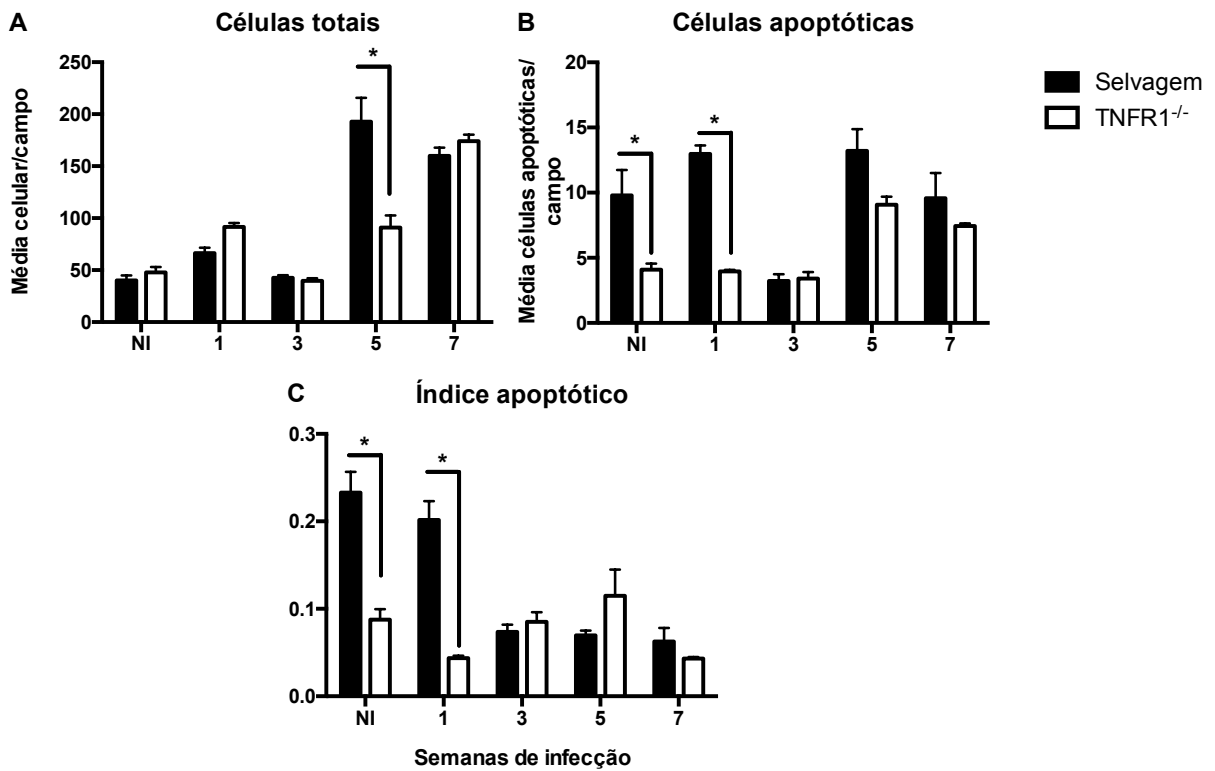 A
Células totais
Média celular/campo
250
200
150
100
50
0
*
NI 1 3 5 7
B
Células apoptóticas
Média células apoptóticas/
campo
20
15
10
5
0
*
*
NI 1 3 5 7
Selvagem
TNFR1-/-
C
Índice apoptótico
0.3
0.2
0.1
0.0
*
*
NI 1 3 5 7
Semanas de infecção